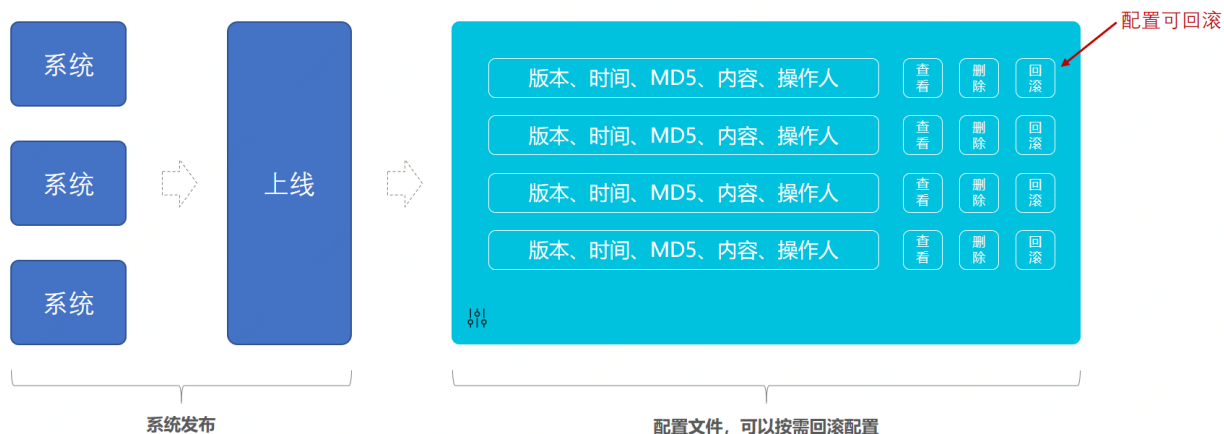 配置可回滚
系统
系统
系统
上线
版本、时间、MD5、内容、操作人 查看 删除 回滚
版本、时间、MD5、内容、操作人 查看 删除 回滚
版本、时间、MD5、内容、操作人 查看 删除 回滚
版本、时间、MD5、内容、操作人 查看 删除 回滚
系统发布
配置文件，可以按需回滚配置